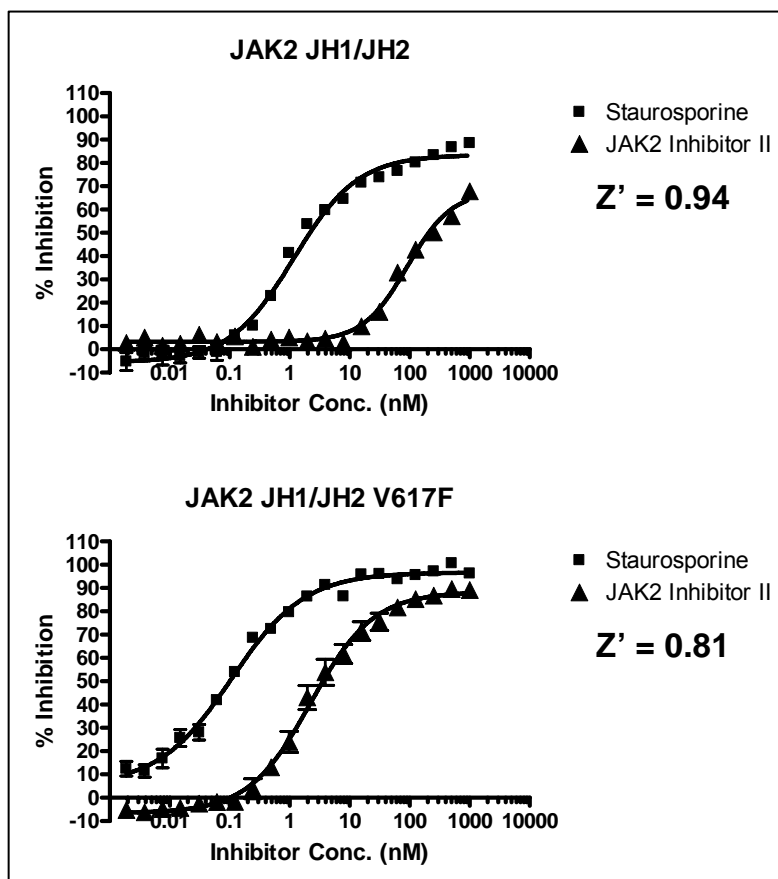 JAK2 JH1/JH2
110
100
90
80
70
60
50
40
30
20
10
0
-10
% Inhibition
0.01 0.1 1 10 100 1000 10000
Inhibitor Conc. (nM)
Staurosporine
JAK2 Inhibitor II
Z’ = 0.94
JAK2 JH1/JH2 V617F
110
100
90
80
70
60
50
40
30
20
10
0
-10
% Inhibition
0.01 0.1 1 10 100 1000 10000
Inhibitor Conc. (nM)
Staurosporine
JAK2 Inhibitor II
Z’ = 0.81